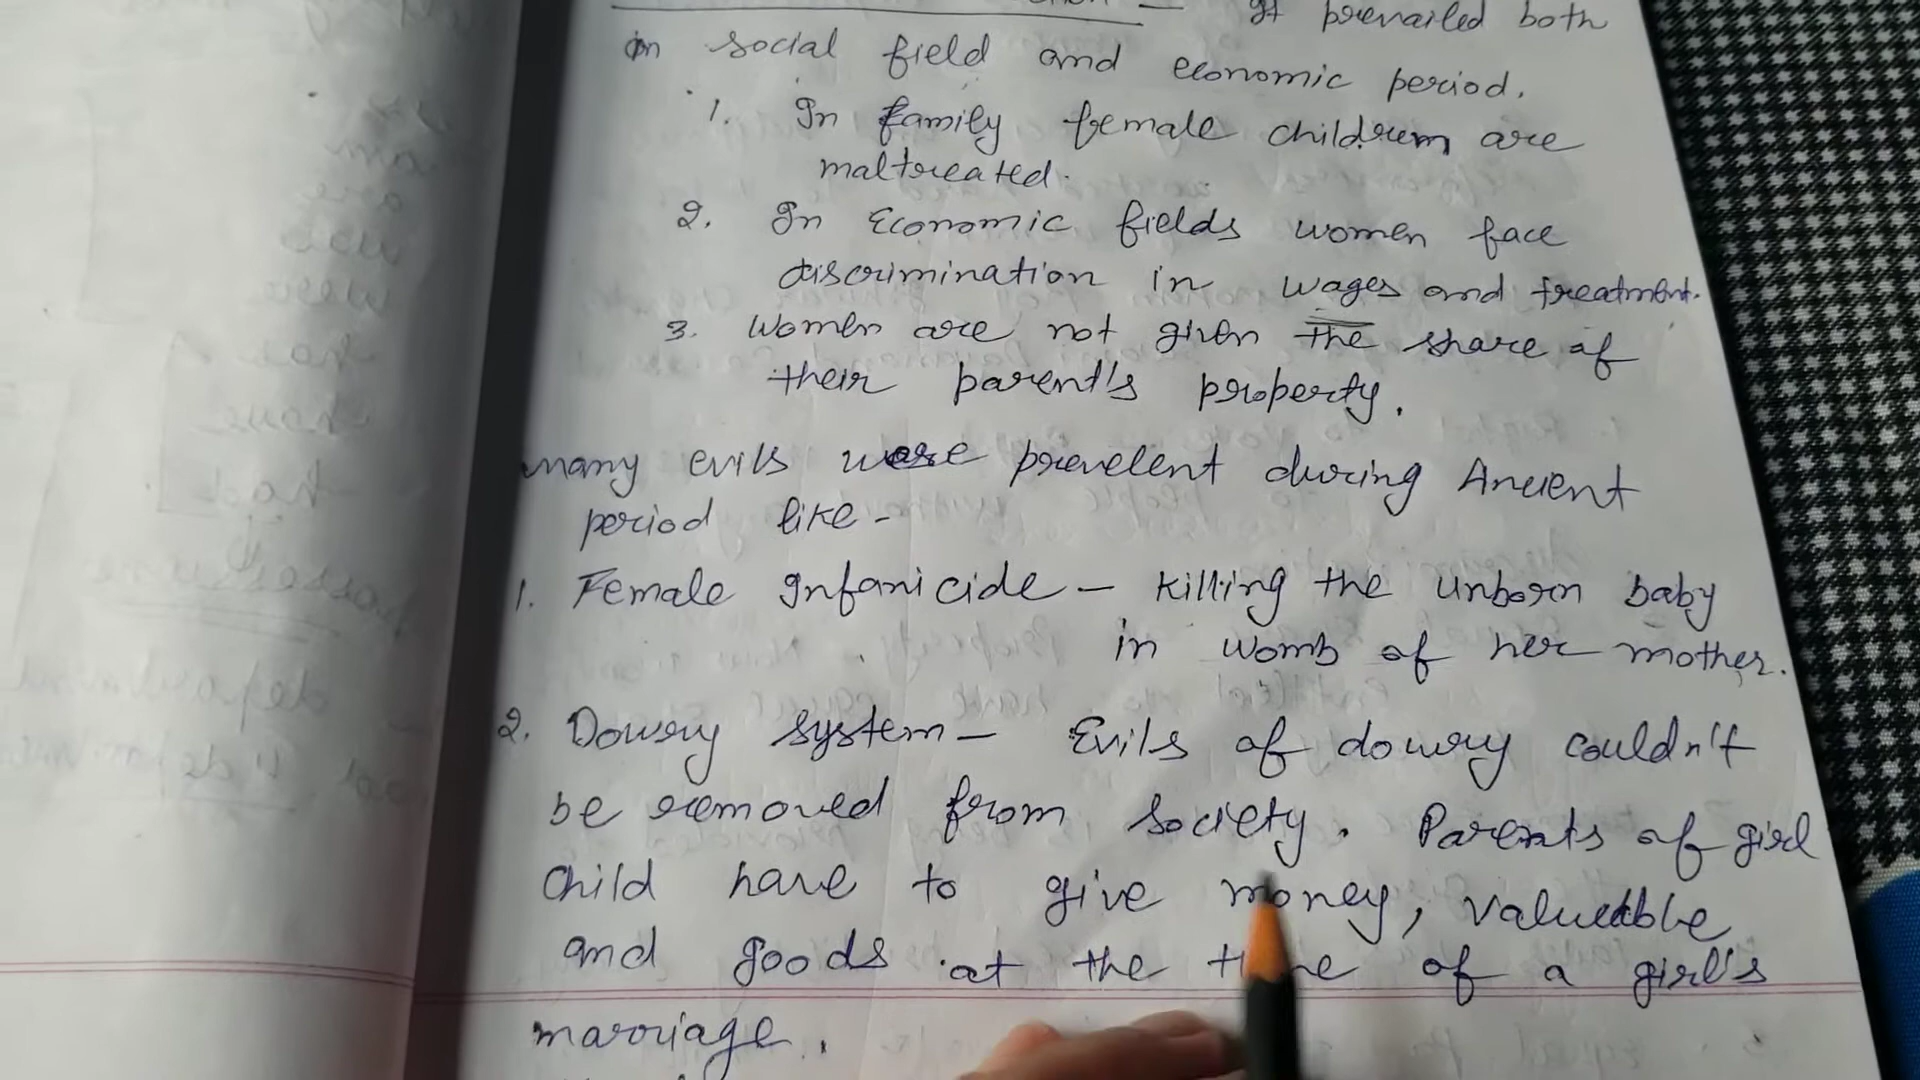 It prevailed both
in social field and economic period.
1. In family female children are
maltreated.
2. In Economic fields women face
discrimination in wages and treatment.
3. Women are not given the share of
their parent's property.
many evils were prevelent during Ancient
period like -
1. Female Infanicide - Killing the unborn baby
in womb of her mother.
2. Dowry system - Evils of dowry couldn't
be removed from society. Parents of girl
child have to give money, valuable
and goods at the time of a girl's
marriage.